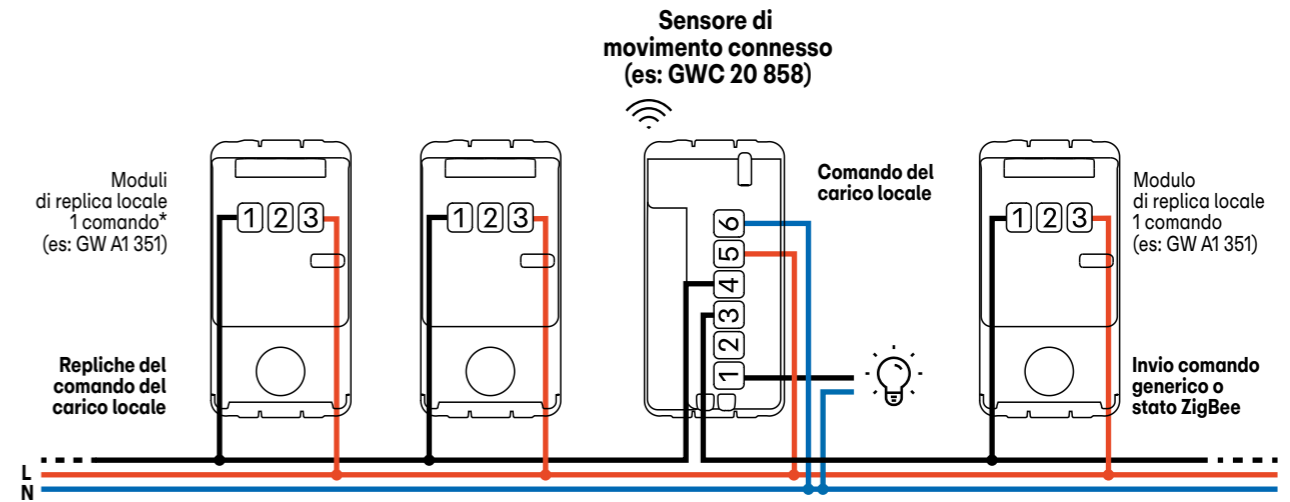 Sensore di
movimento connesso
(es: GWC 20 858)
Moduli
di replica locale
1 comando*
(es: GW A1 351)
1 2 3
1 2 3
Comando del
carico locale
6
5
4
3
2
1
1 2 3
Modulo
di replica locale
1 comando
(es: GW A1 351)
Repliche del
comando del
carico locale
Invio comando
generico o
stato ZigBee
L
N